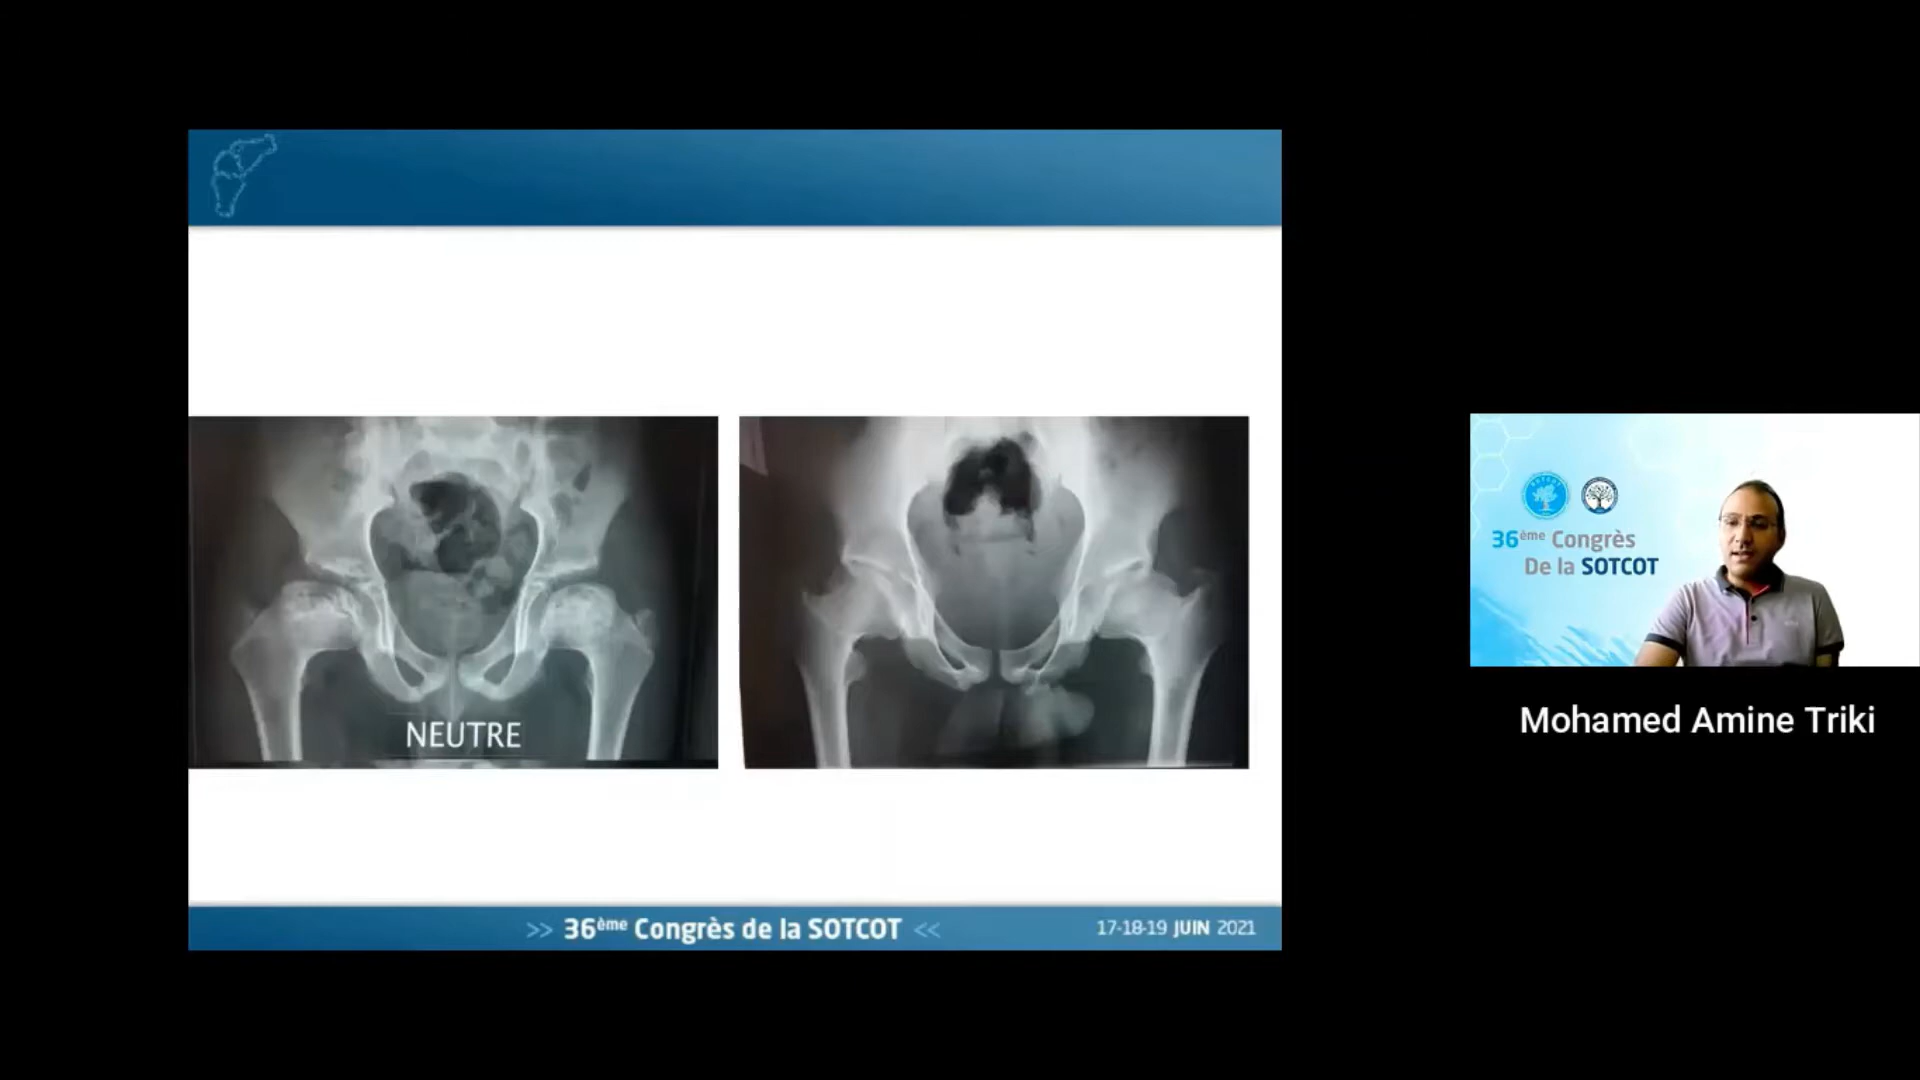 NEUTRE
>> 36ème Congrès de la SOTCOT <<
17-18-19 JUIN 2021
36ème Congrès
De la SOTCOT
Mohamed Amine Triki